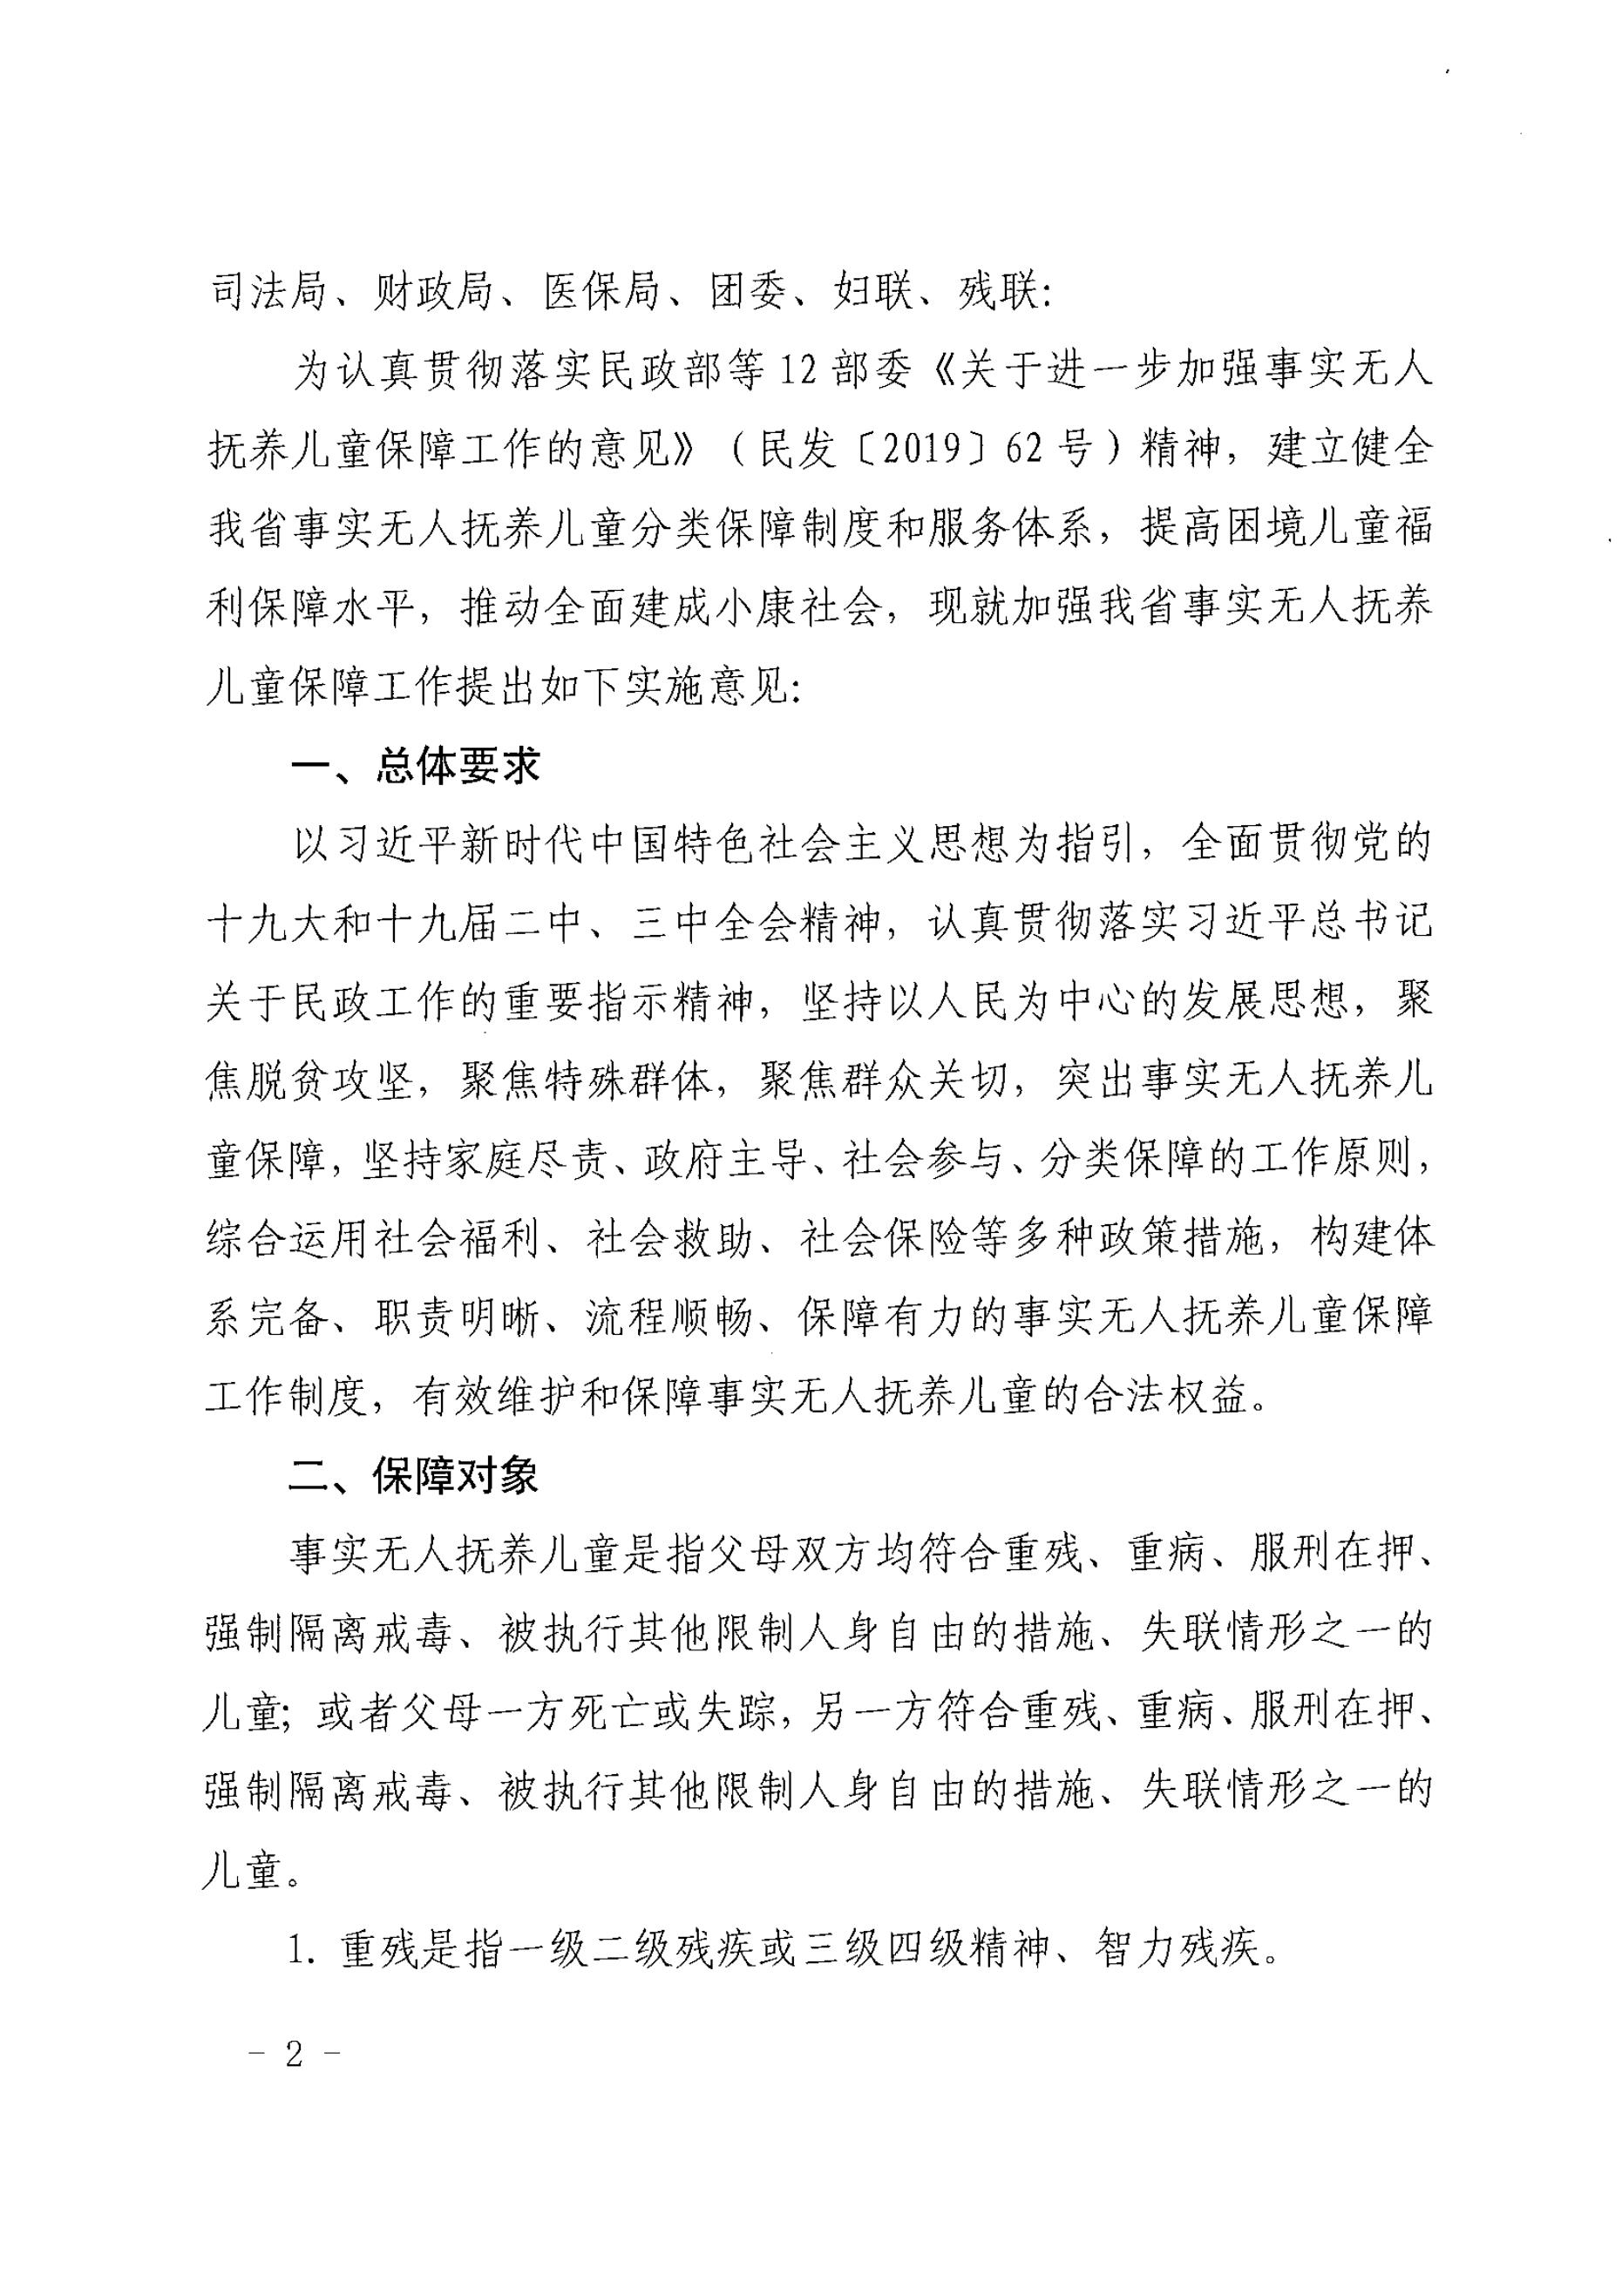 司法局、财政局、医保局、团委、妇联、残联:
为认真贯彻落实民政部等12部委《关于进一步加强事实无人
抚养儿童保障工作的意见》（民发〔2019〕62号）精神，建立健全
我省事实无人抚养儿童分类保障制度和服务体系，提高困境儿童福
利保障水平，推动全面建成小康社会，现就加强我省事实无人抚养
儿童保障工作提出如下实施意见:
一、总体要求
以习近平新时代中国特色社会主义思想为指引，全面贯彻党的
十九大和十九届二中、三中全会精神，认真贯彻落实习近平总书记
关于民政工作的重要指示精神，坚持以人民为中心的发展思想，聚
焦脱贫攻坚，聚焦特殊群体，聚焦群众关切，突出事实无人抚养儿
童保障，坚持家庭尽责、政府主导、社会参与、分类保障的工作原则，
综合运用社会福利、社会救助、社会保险等多种政策措施，构建体
系完备、职责明晰、流程顺畅、保障有力的事实无人抚养儿童保障
工作制度，有效维护和保障事实无人抚养儿童的合法权益。
二、保障对象
事实无人抚养儿童是指父母双方均符合重残、重病、服刑在押、
强制隔离戒毒、被执行其他限制人身自由的措施、失联情形之一的
儿童；或者父母一方死亡或失踪，另一方符合重残、重病、服刑在押、
强制隔离戒毒、被执行其他限制人身自由的措施、失联情形之一的
儿童。
1. 重残是指一级二级残疾或三级四级精神、智力残疾。
- 2 -